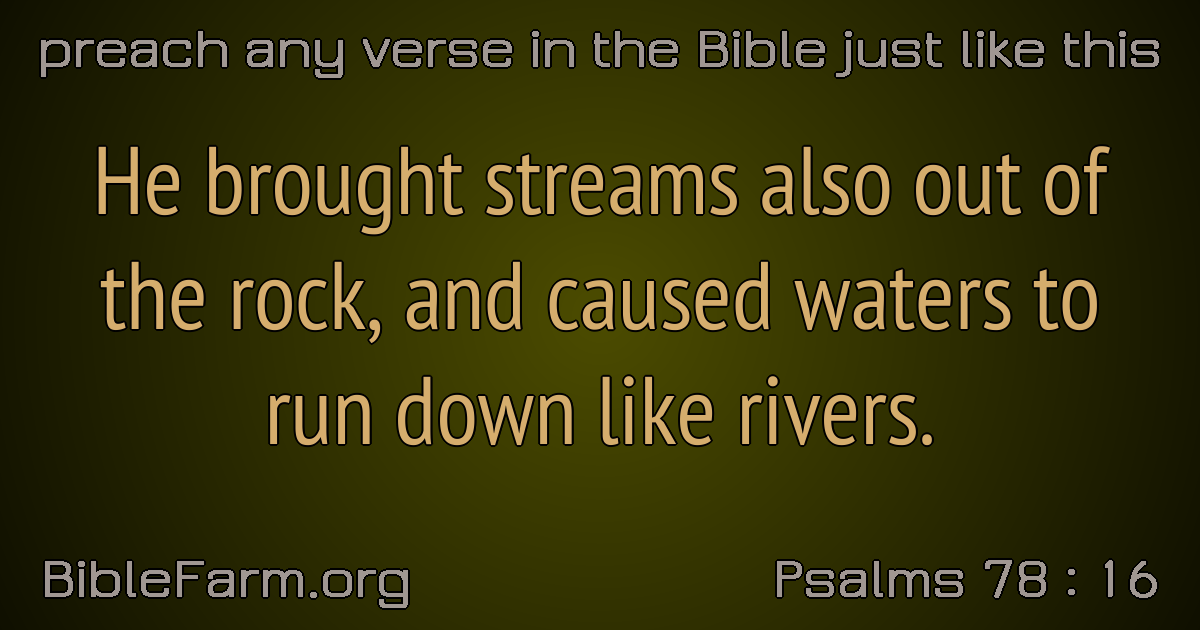 preach any verse in the Bible just like this
He brought streams also out of
the rock, and caused waters to
run down like rivers.
BibleFarm.org
Psalms 78 : 16